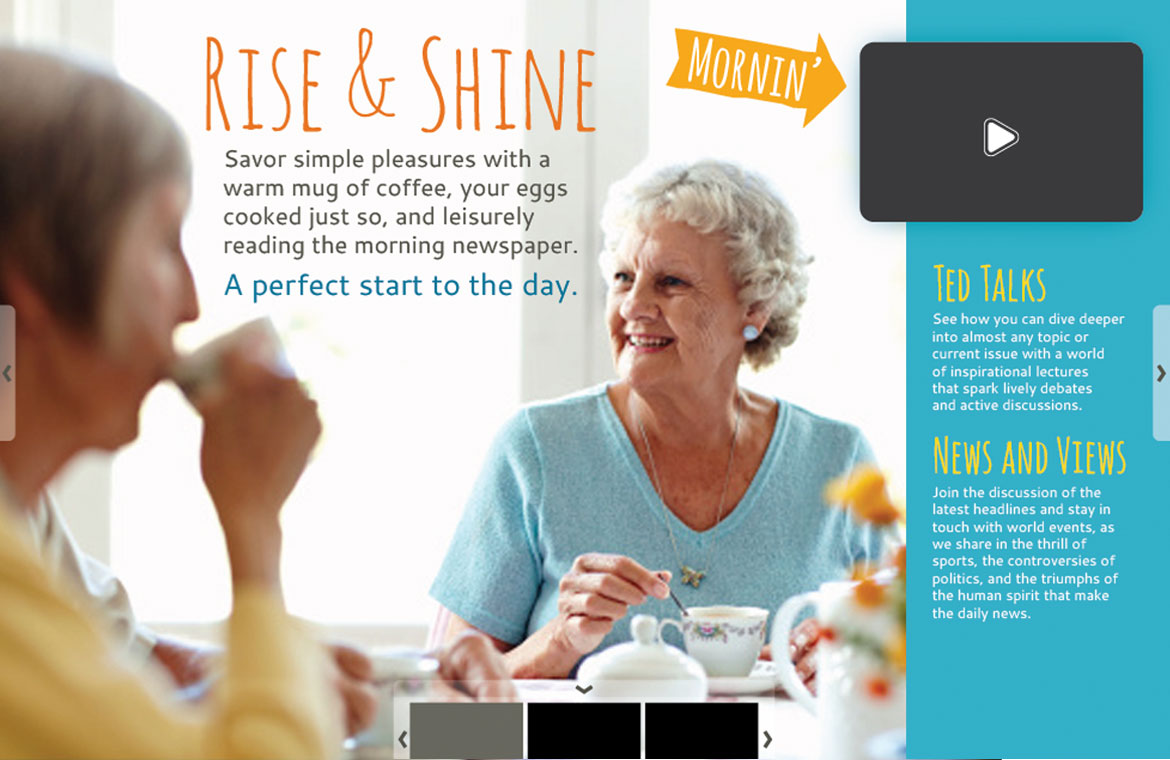 RISE & SHINE
Savor simple pleasures with a
warm mug of coffee, your eggs
cooked just so, and leisurely
reading the morning newspaper.
A perfect start to the day.
MORNIN'
TED TALKS
See how you can dive deeper
into almost any topic or
current issue with a world
of inspirational lectures
that spark lively debates
and active discussions.
NEWS AND VIEWS
Join the discussion of the
latest headlines and stay in
touch with world events, as
we share in the thrill of
sports, the controversies of
politics, and the triumphs of
the human spirit that make
the daily news.